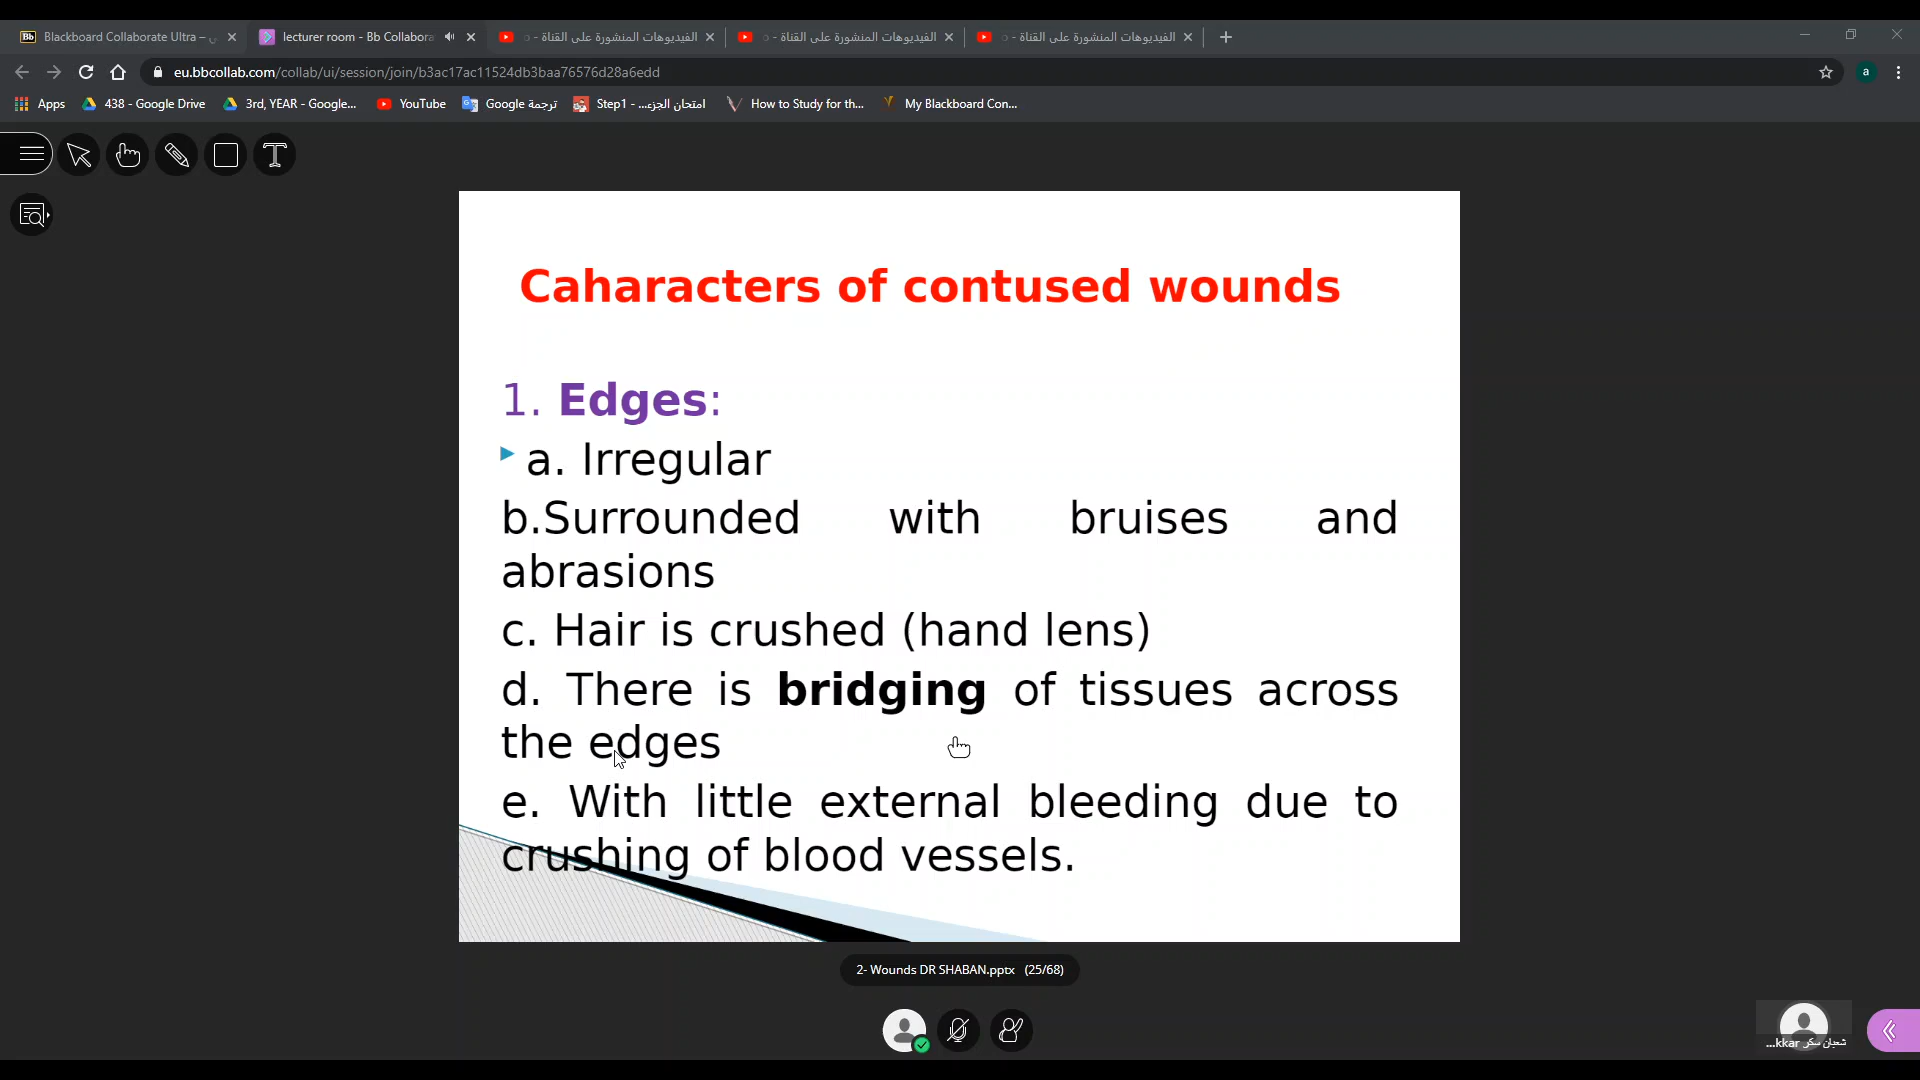 Blackboard Collaborate Ultra –
lecturer room - Bb Collabora
الفيديوهات المنشورة على القناة -
الفيديوهات المنشورة على القناة -
الفيديوهات المنشورة على القناة -
eu.bbcollab.com/collab/ui/session/join/b3ac17ac11524db3baa76576d28a6edd
a
Apps
438 - Google Drive
3rd, YEAR - Google...
YouTube
ترجمة Google
امتحان الجزء... - Step1
How to Study for th...
My Blackboard Con...
Caharacters of contused wounds
1. Edges:
a. Irregular
b.Surrounded with bruises and
abrasions
c. Hair is crushed (hand lens)
d. There is bridging of tissues across
the edges
e. With little external bleeding due to
crushing of blood vessels.
2- Wounds DR SHABAN.pptx (25/68)
شعبان سكر kkar...